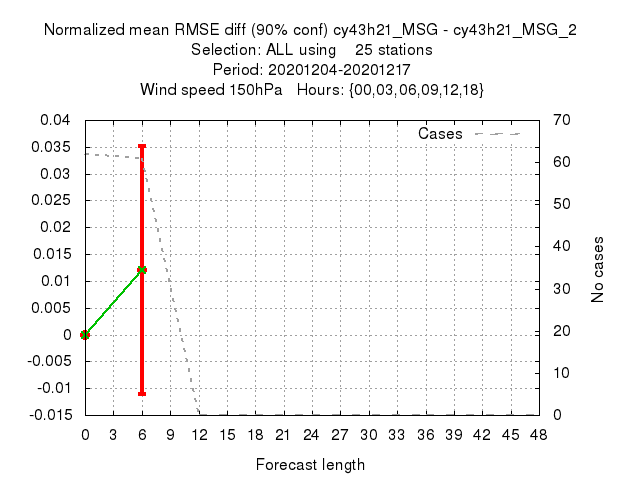 Normalized mean RMSE diff (90% conf) cy43h21_MSG - cy43h21_MSG_2
Selection: ALL using    25 stations
Period: 20201204-20201217
Wind speed 150hPa   Hours: {00,03,06,09,12,18}
Cases
0.04
0.035
0.03
0.025
0.02
0.015
0.01
0.005
0
-0.005
-0.01
-0.015
70
60
50
40
30
20
10
0
No cases
0 3 6 9 12 15 18 21 24 27 30 33 36 39 42 45 48
Forecast length